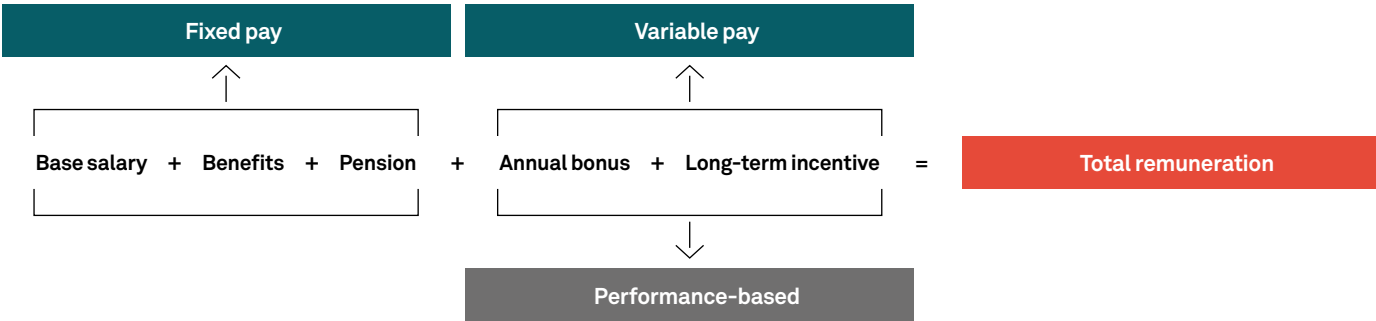 Fixed pay
Variable pay
Base salary + Benefits + Pension + Annual bonus + Long-term incentive = Total remuneration
Performance-based